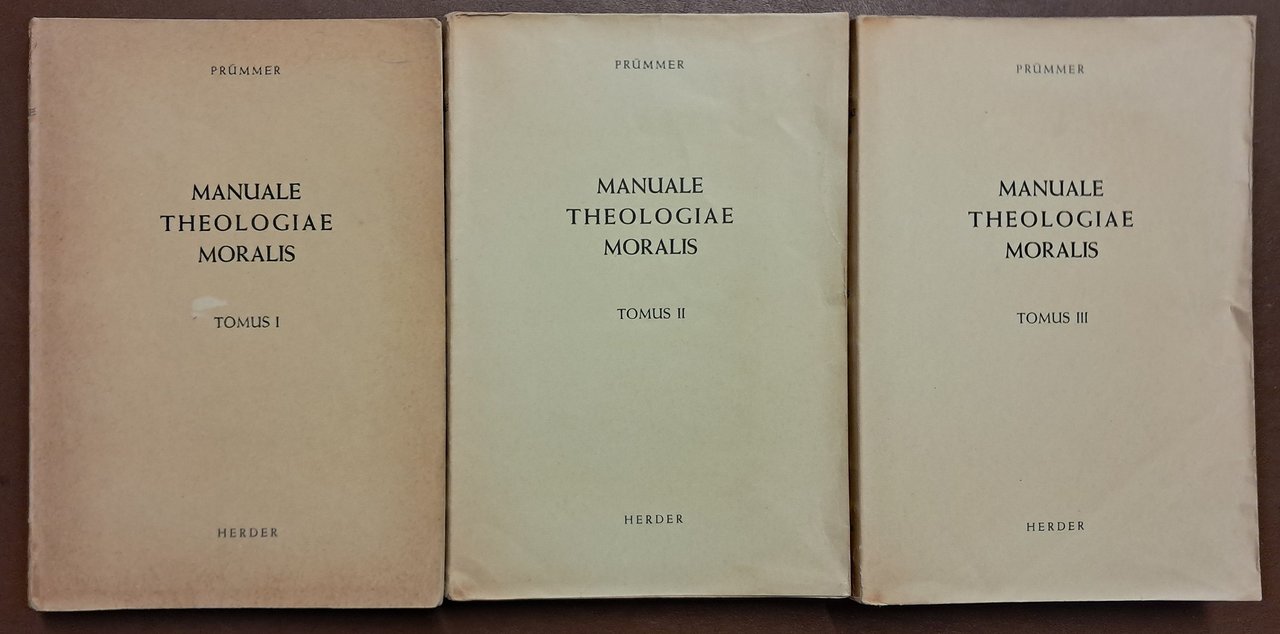 PRÜMMER
MANUALE
THEOLOGIAE
MORALIS
TOMUS I
HERDER
PRÜMMER
MANUALE
THEOLOGIAE
MORALIS
TOMUS II
HERDER
PRÜMMER
MANUALE
THEOLOGIAE
MORALIS
TOMUS III
HERDER